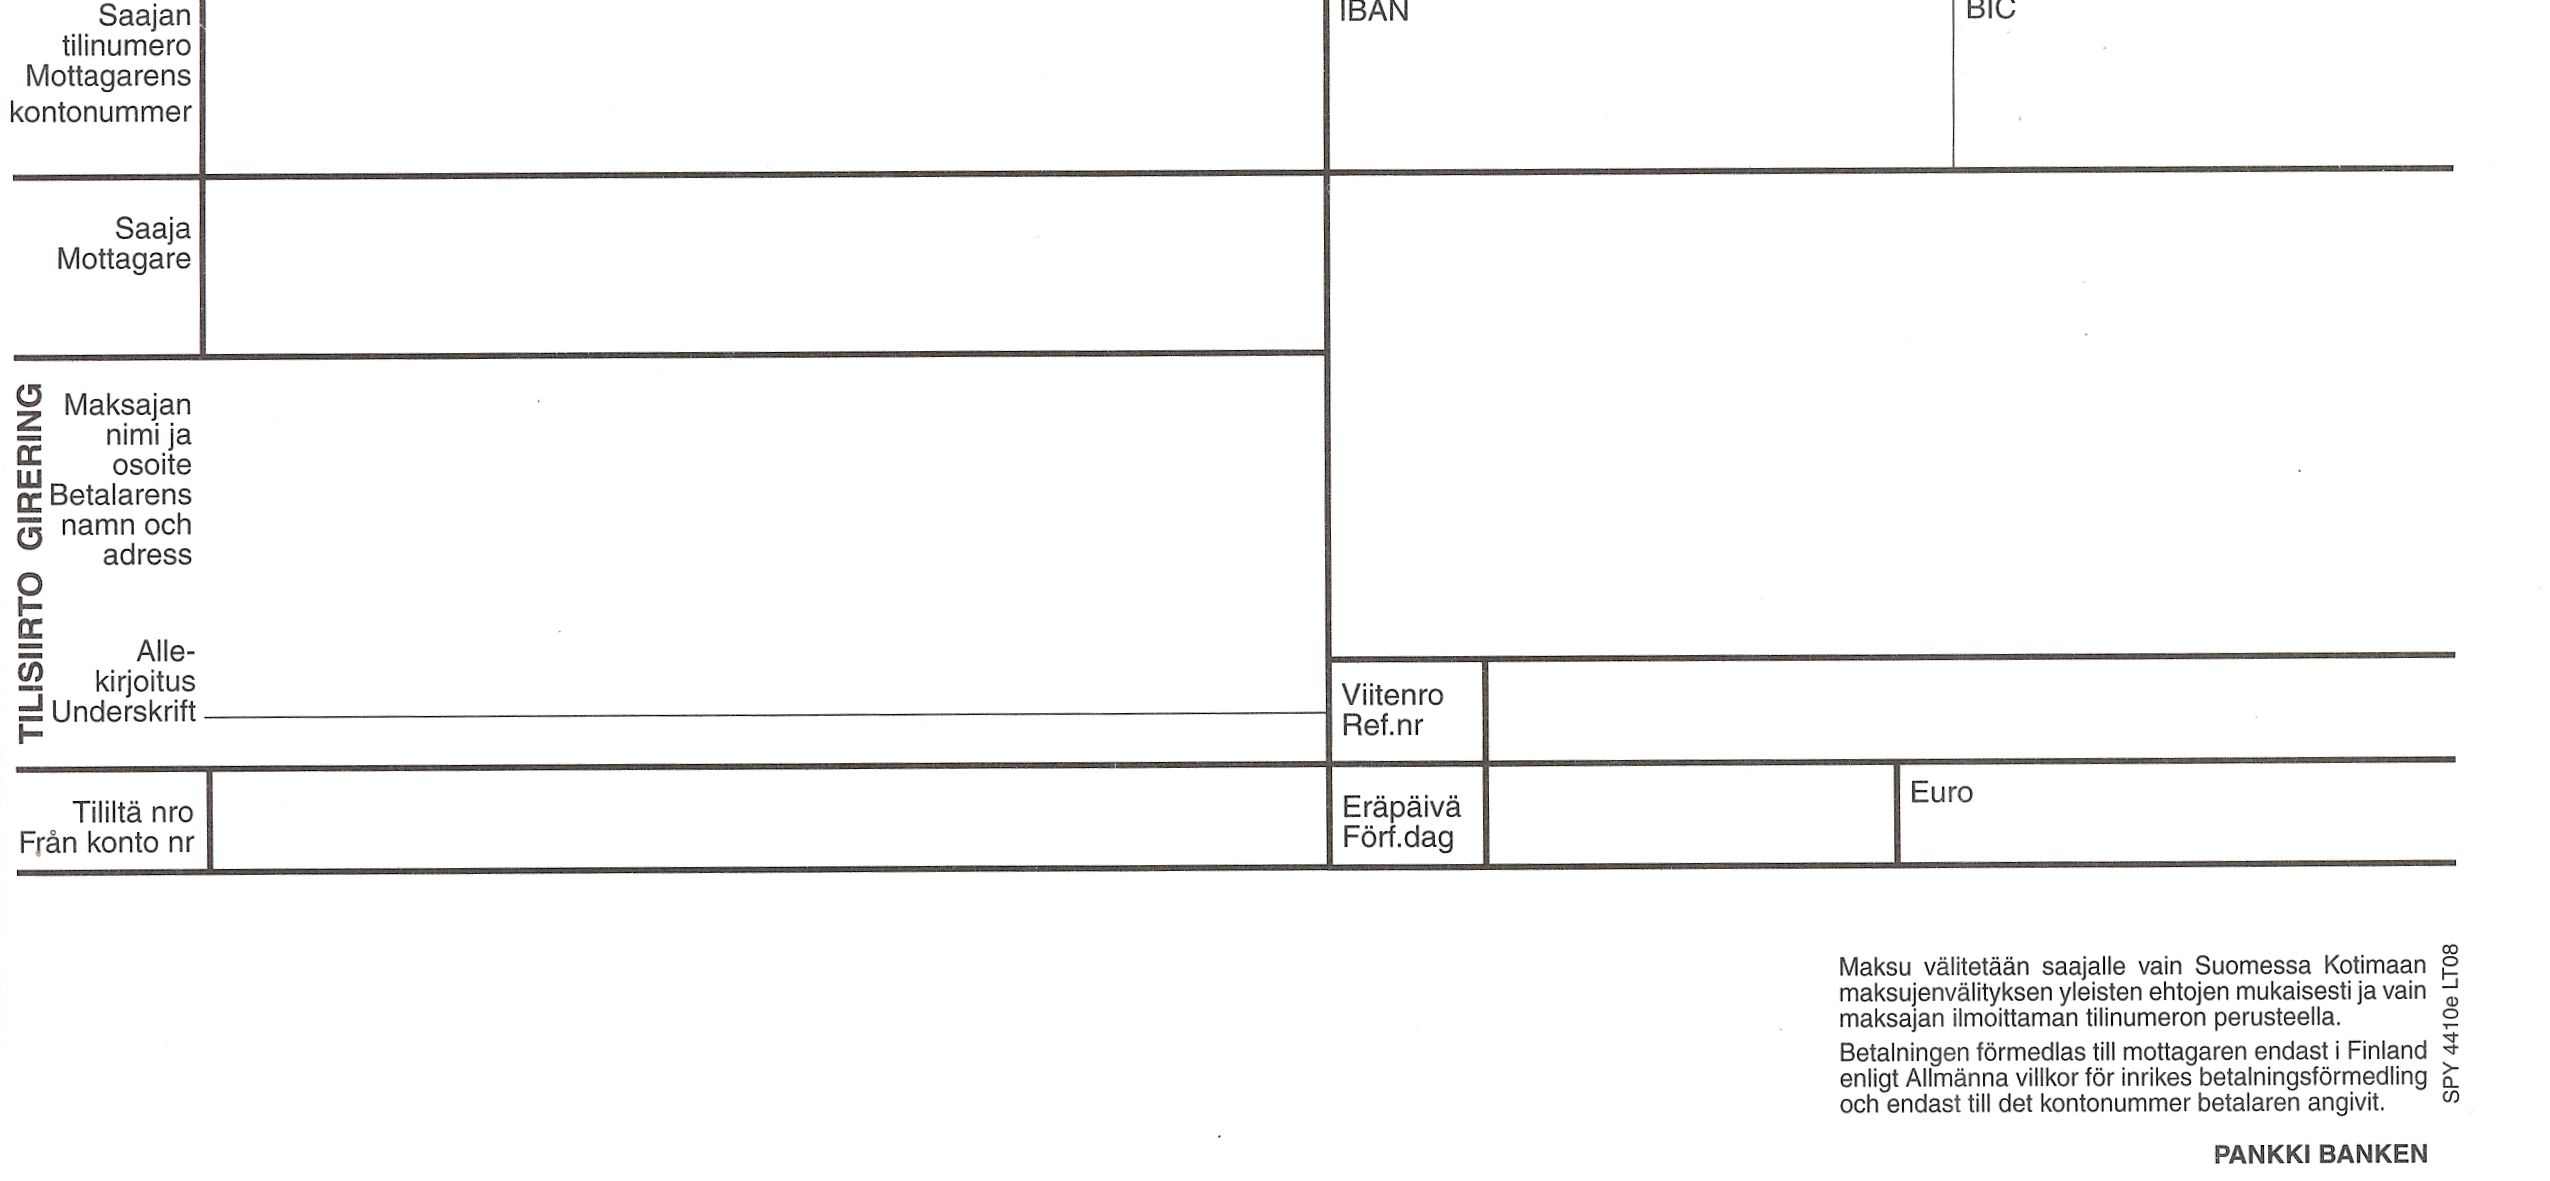 Saajan
tilinumero
Mottagarens
kontonummer
IBAN
BIC
Saaja
Mottagare
TILISIIRTO GIRERING
Maksajan
nimi ja
osoite
Betalarens
namn och
adress
Alle-
kirjoitus
Underskrift
Viitenro
Ref.nr
Tililtä nro
Från konto nr
Eräpäivä
Förf.dag
Euro
Maksu välitetään saajalle vain Suomessa Kotimaan
maksujenvälityksen yleisten ehtojen mukaisesti ja vain
maksajan ilmoittaman tilinumeron perusteella.
Betalningen förmedlas till mottagaren endast i Finland
enligt Allmänna villkor för inrikes betalningsförmedling
och endast till det kontonummer betalaren angivit.
SPY 4410e LT08
PANKKI BANKEN